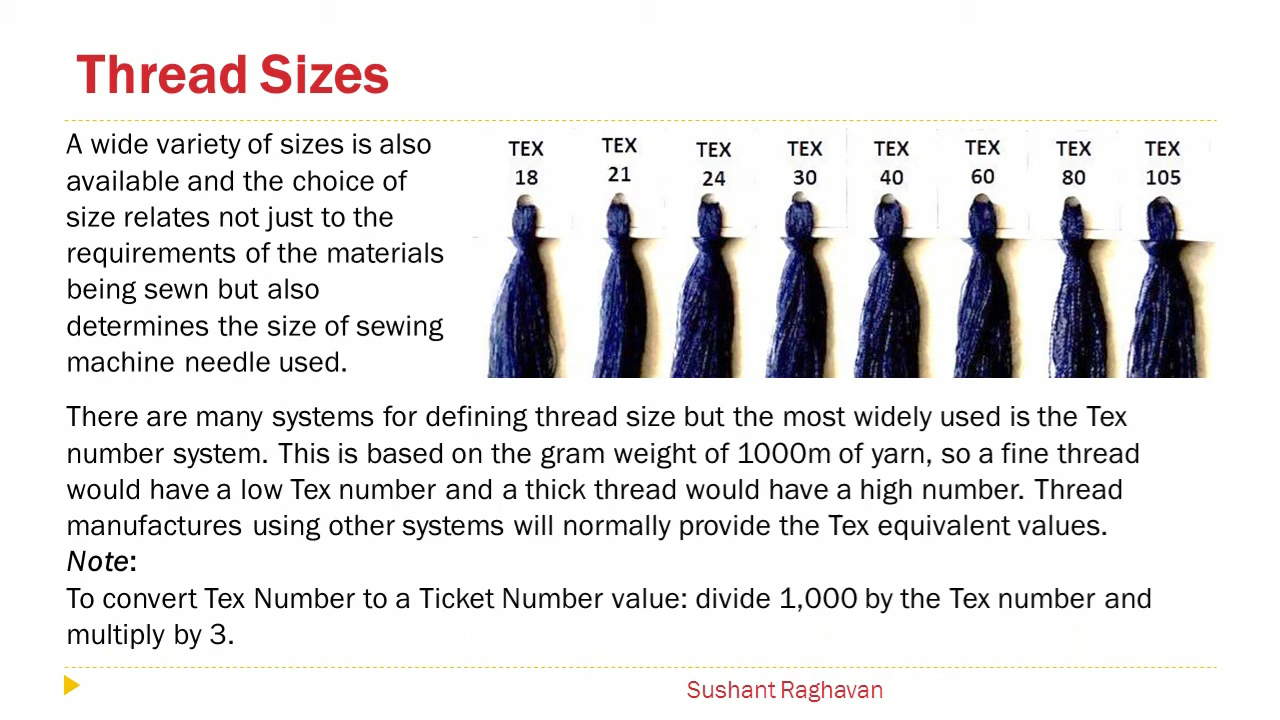 Thread Sizes
A wide variety of sizes is also
available and the choice of
size relates not just to the
requirements of the materials
being sewn but also
determines the size of sewing
machine needle used.
TEX TEX TEX TEX TEX TEX TEX TEX
18 21 24 30 40 60 80 105
There are many systems for defining thread size but the most widely used is the Tex
number system. This is based on the gram weight of 1000m of yarn, so a fine thread
would have a low Tex number and a thick thread would have a high number. Thread
manufactures using other systems will normally provide the Tex equivalent values.
Note:
To convert Tex Number to a Ticket Number value: divide 1,000 by the Tex number and
multiply by 3.
Sushant Raghavan